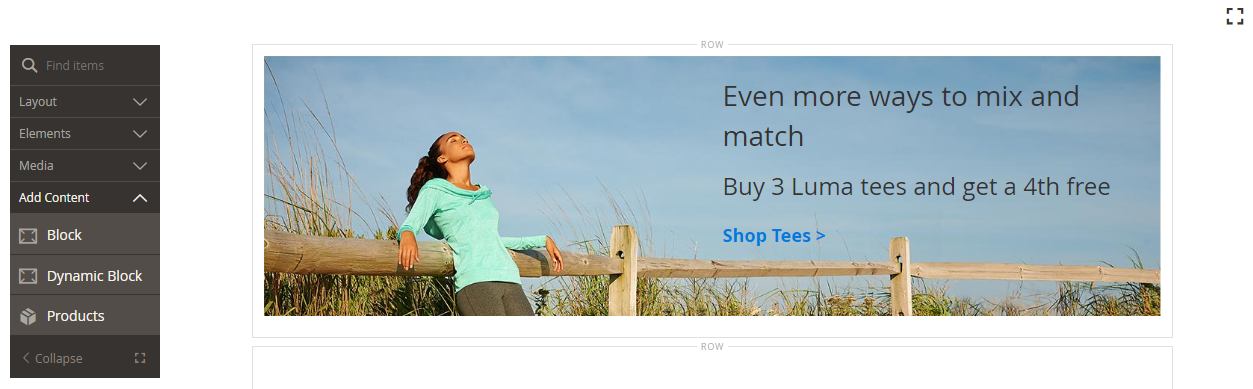 Find items
Layout
Elements
Media
Add Content
Block
Dynamic Block
Products
Collapse
ROW
Even more ways to mix and
match
Buy 3 Luma tees and get a 4th free
Shop Tees >
ROW